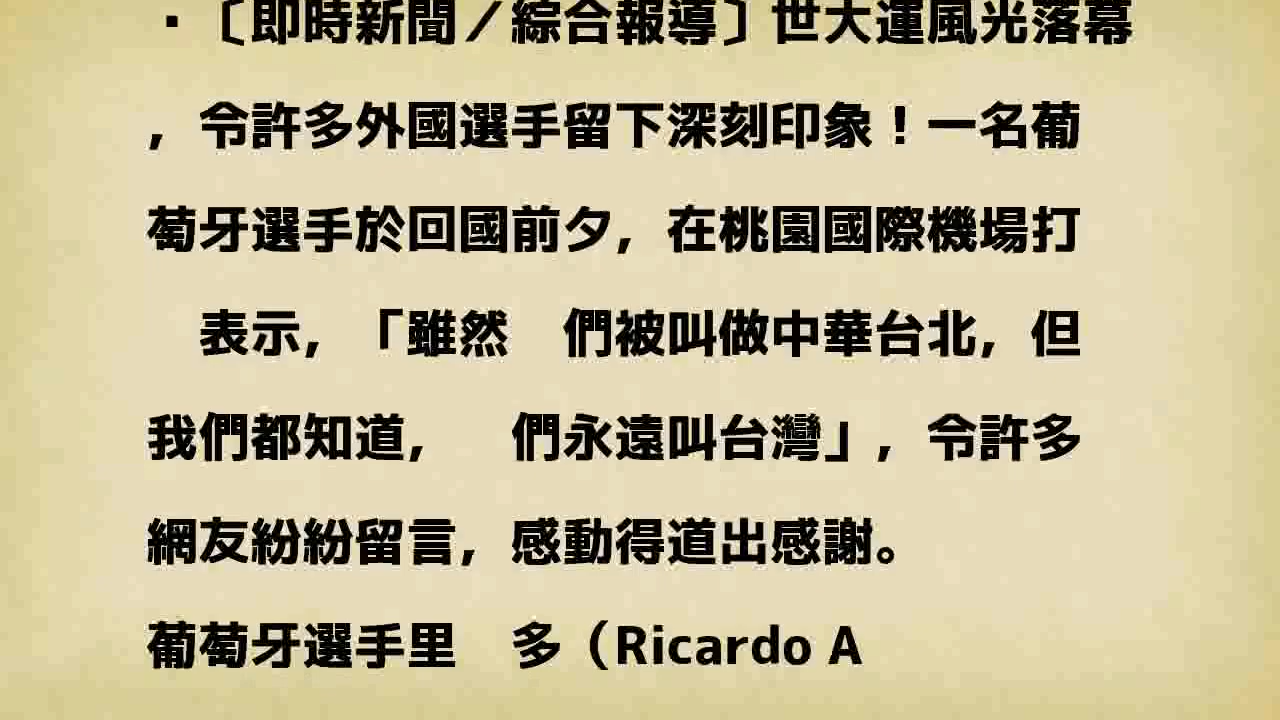 ・〔即時新聞／綜合報導〕世大運風光落幕
，令許多外國選手留下深刻印象！一名葡
萄牙選手於回國前夕，在桃園國際機場打
　表示，「雖然　們被叫做中華台北，但
我們都知道，　們永遠叫台灣」，令許多
網友紛紛留言，感動得道出感謝。
葡萄牙選手里　多（Ricardo A